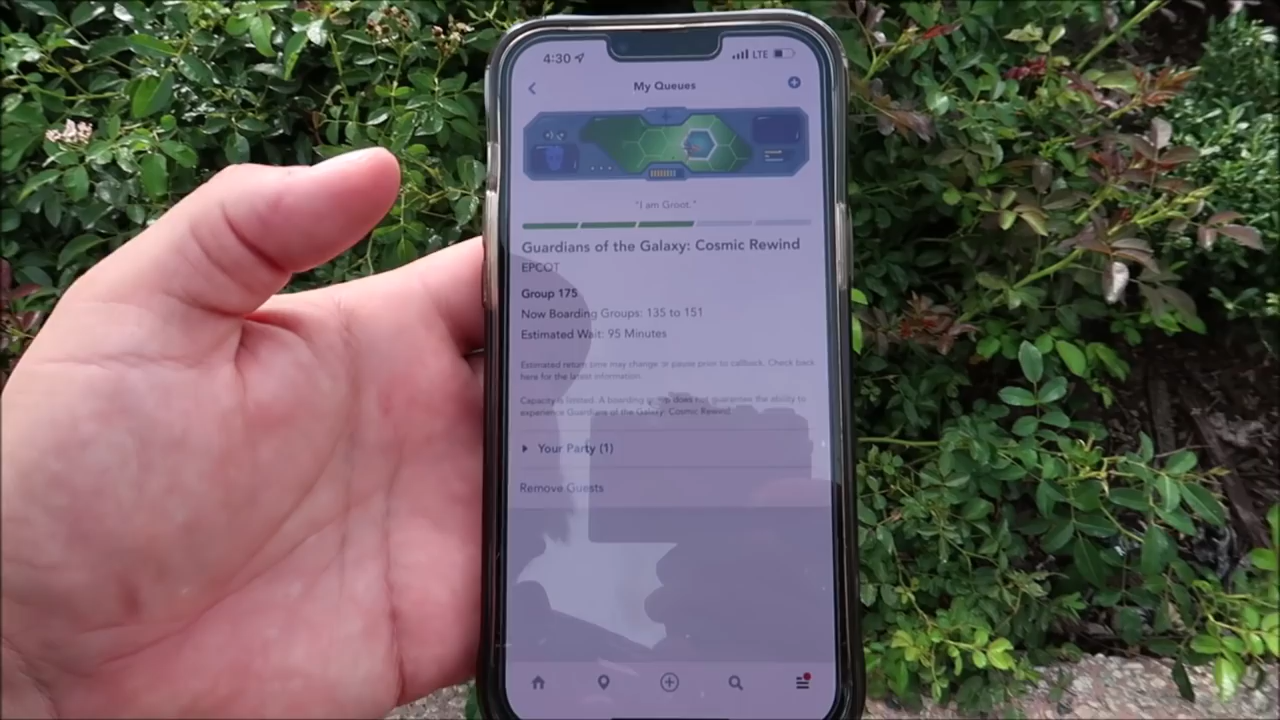 4:30 LTE
My Queues
"I am Groot."
Guardians of the Galaxy: Cosmic Rewind
EPCOT
Group 175
Now Boarding Groups: 135 to 151
Estimated Wait: 95 Minutes
Estimated return time may change or pause prior to callback. Check back
here for the latest information.
Capacity is limited. A boarding group does not guarantee the ability to
experience Guardians of the Galaxy: Cosmic Rewind.
Your Party (1)
Remove Guests